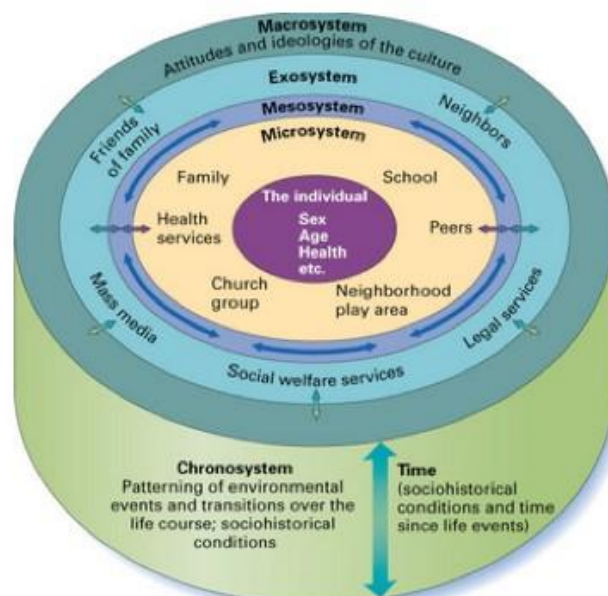 Macrosystem
Attitudes and ideologies of the culture
Exosystem
Mesosystem
Microsystem
Friends
of family
Neighbors
Family
School
The individual
Sex
Age
Health
etc.
Health
services
Peers
Church
group
Neighborhood
play area
Mass media
Legal services
Social welfare services
Chronosystem
Patterning of environmental
events and transitions over the
life course; sociohistorical
conditions
Time
(sociohistorical
conditions and time
since life events)